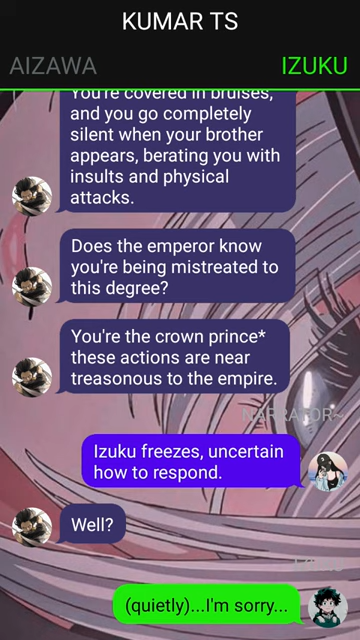 KUMAR TS
AIZAWA
IZUKU
You're covered in bruises,
and you go completely
silent when your brother
appears, berating you with
insults and physical
attacks.
Does the emperor know
you're being mistreated to
this degree?
You're the crown prince*
these actions are near
treasonous to the empire.
NARRATOR~
Izuku freezes, uncertain
how to respond.
Well?
(quietly)...I'm sorry...